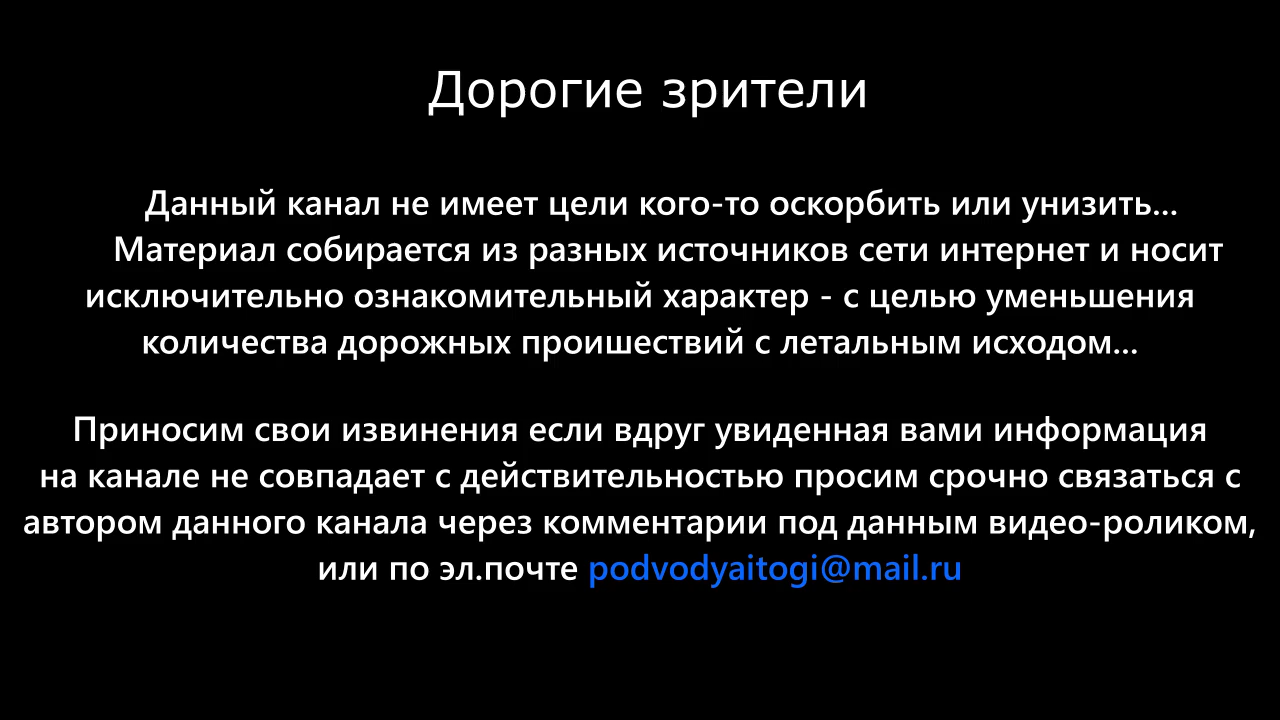 Дорогие зрители
Данный канал не имеет цели кого-то оскорбить или унизить...
Материал собирается из разных источников сети интернет и носит
исключительно ознакомительный характер - с целью уменьшения
количества дорожных проишествий с летальным исходом...
Приносим свои извинения если вдруг увиденная вами информация
на канале не совпадает с действительностью просим срочно связаться с
автором данного канала через комментарии под данным видео-роликом,
или по эл.почте podvodyaitogi@mail.ru